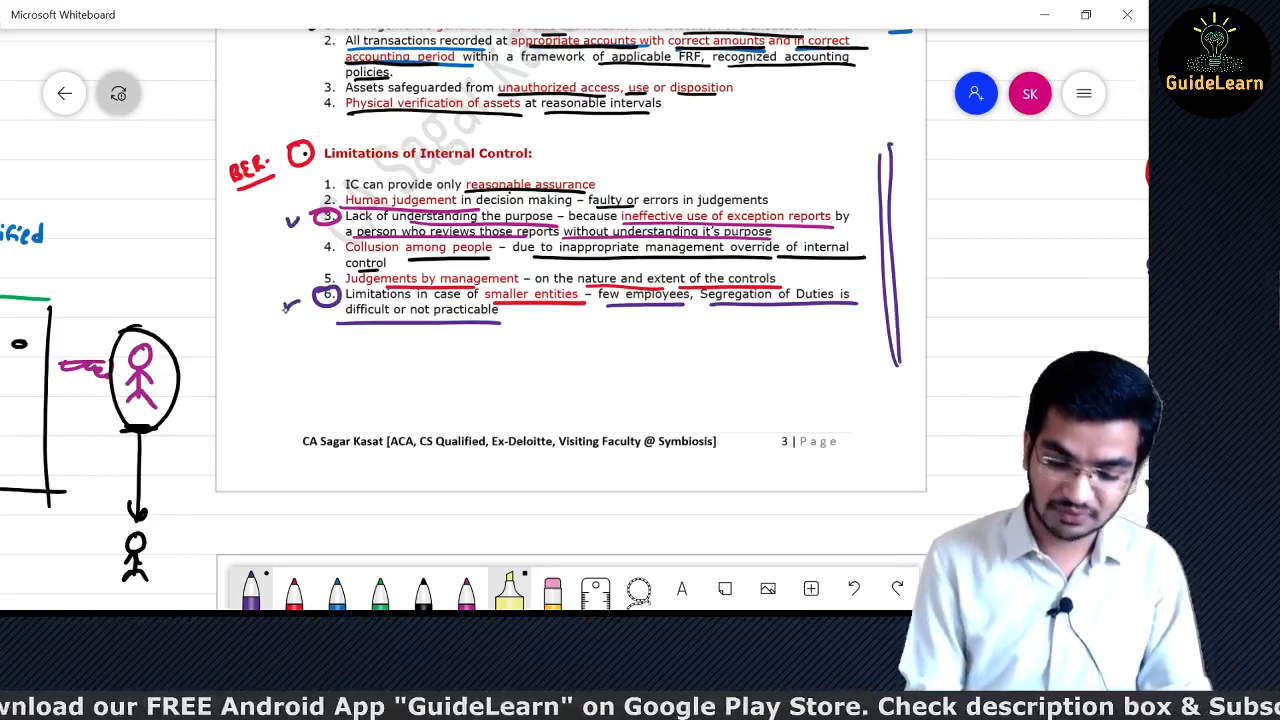 Microsoft Whiteboard
2. All transactions recorded at appropriate accounts with correct amounts and in correct
accounting period within a framework of applicable FRF, recognized accounting
policies.
3. Assets safeguarded from unauthorized access, use or disposition
4. Physical verification of assets at reasonable intervals
BER. Limitations of Internal Control:
1. IC can provide only reasonable assurance
2. Human judgement in decision making – faulty or errors in judgements
3. Lack of understanding the purpose – because ineffective use of exception reports by
a person who reviews those reports without understanding it's purpose
4. Collusion among people – due to inappropriate management override of internal
control
5. Judgements by management – on the nature and extent of the controls
6. Limitations in case of smaller entities – few employees, Segregation of Duties is
difficult or not practicable
CA Sagar Kasat [ACA, CS Qualified, Ex-Deloitte, Visiting Faculty @ Symbiosis] 3 | Page
CA Sagar Ka
ified
SK
GuideLearn
A
wnload our FREE Android App "GuideLearn" on Google Play Store. Check description box & Subs